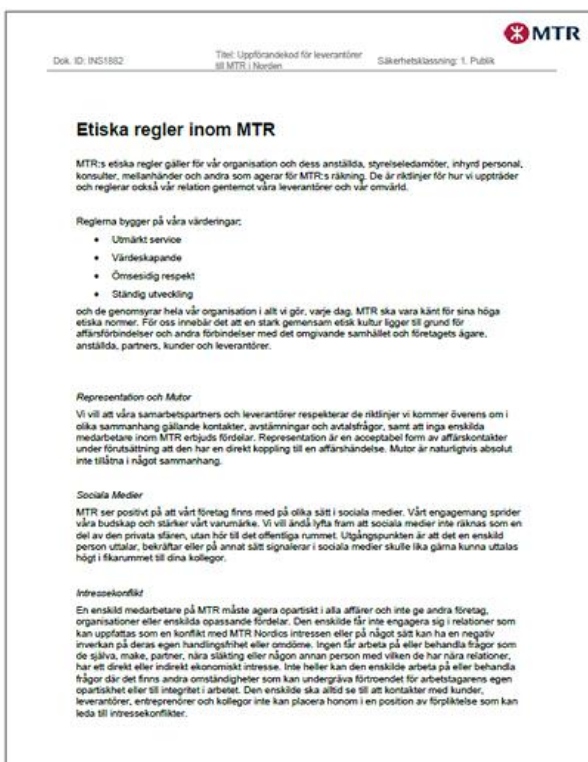 MTR
Dok. ID: INS1882
Titel: Uppförandekod för leverantörer
till MTR i Norden
Säkerhetsklassning: 1. Publik
Etiska regler inom MTR
MTR:s etiska regler gäller för vår organisation och dess anställda, styrelseledamöter, inhyrd personal,
konsulter, mellanhänder och andra som agerar för MTR:s räkning. De är riktlinjer för hur vi uppträder
och reglerar också vår relation gentemot våra leverantörer och vår omvärld.
Reglerna bygger på våra värderingar;
• Utmärkt service
• Värdeskapande
• Ömsesidig respekt
• Ständig utveckling
och de genomsyrar hela vår organisation i allt vi gör, varje dag. MTR ska vara känt för sina höga
etiska normer. För oss innebär det att en stark gemensam etisk kultur ligger till grund för
affärsförbindelser och andra förbindelser med det omgivande samhället och företagets ägare,
anställda, partners, kunder och leverantörer.
Representation och Mutor
Vi vill att våra samarbetspartners och leverantörer respekterar de riktlinjer vi kommer överens om i
olika sammanhang gällande kontakter, avstämningar och avtalsfrågor, samt att inga enskilda
medarbetare inom MTR erbjuds fördelar. Representation är en acceptabel form av affärskontakter
under förutsättning att den har en direkt koppling till en affärshändelse. Mutor är naturligtvis absolut
inte tillåtna i något sammanhang.
Sociala Medier
MTR ser positivt på att vårt företag finns med på olika sätt i sociala medier. Vårt engagemang sprider
våra budskap och stärker vårt varumärke. Vi vill ändå lyfta fram att sociala medier inte räknas som en
del av den privata sfären, utan hör till det offentliga rummet. Utgångspunkten är att det en enskild
person uttalar, bekräftar eller på annat sätt signalerar i sociala medier skulle lika gärna kunna uttalas
högt i fikarummet till dina kollegor.
Intressekonflikt
En enskild medarbetare på MTR måste agera opartiskt i alla affärer och inte ge andra företag,
organisationer eller enskilda opassande fördelar. Den enskilde får inte engagera sig i relationer som
kan uppfattas som en konflikt med MTR Nordics intressen eller på något sätt kan ha en negativ
inverkan på deras egen handlingsfrihet eller omdöme. Ingen får arbeta på eller behandla frågor som
de själva, make, partner, nära släkting eller någon annan person med vilken de har nära relationer,
har ett direkt eller indirekt ekonomiskt intresse. Inte heller kan den enskilde arbeta på eller behandla
frågor där det finns andra omständigheter som kan undergräva förtroendet för arbetstagarens egen
opartiskhet eller till integritet i arbetet. Den enskilde ska alltid se till att kontakter med kunder,
leverantörer, entreprenörer och kollegor inte kan placera honom i en position av förpliktelse som kan
leda till intressekonflikter.